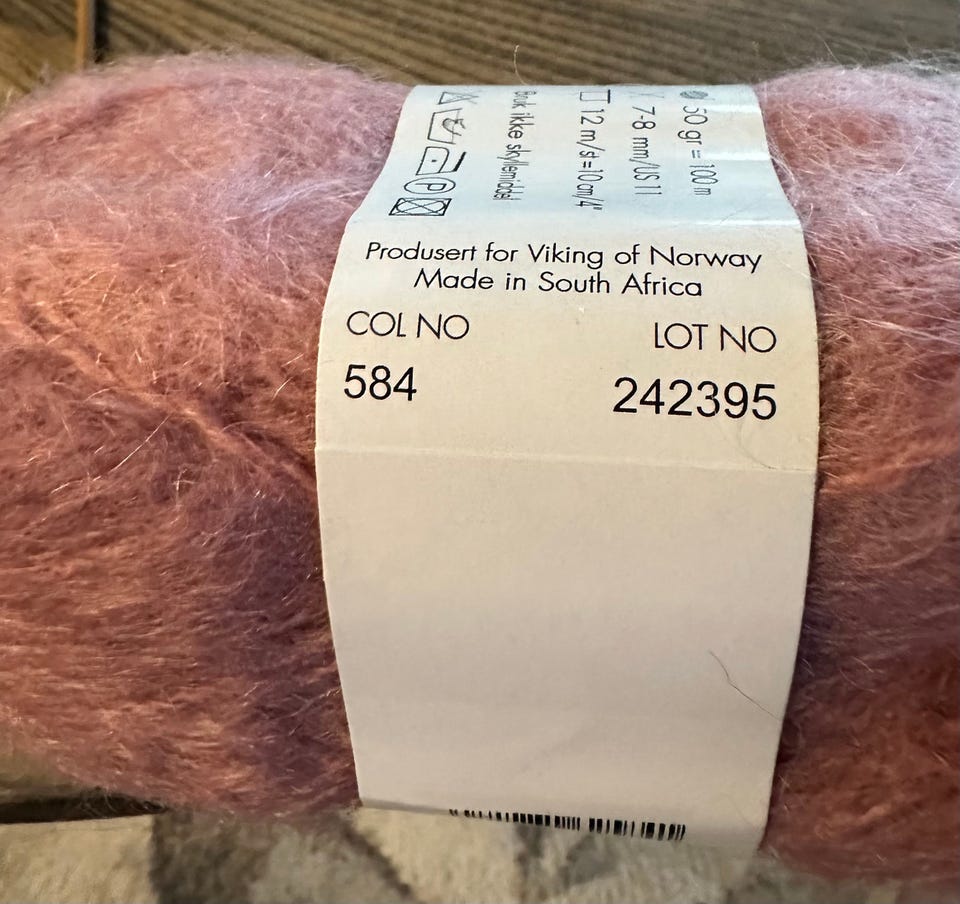 50 gr = 100 m
7-8 mm/US 11
12 m/st=10 cm/4"
Bruk ikke skyllemiddel
P
Produsert for Viking of Norway
Made in South Africa
COL NO LOT NO
584 242395